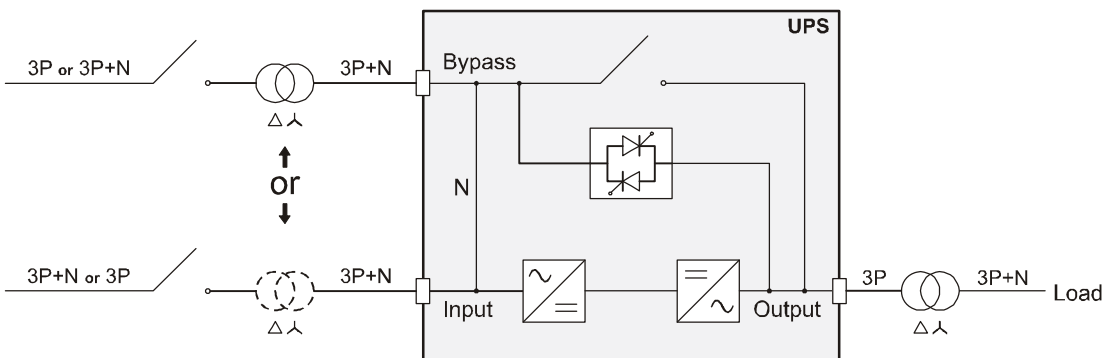 UPS
3P or 3P+N
3P+N
Bypass
or
N
3P+N or 3P
3P+N
Input
Output
3P
3P+N
Load